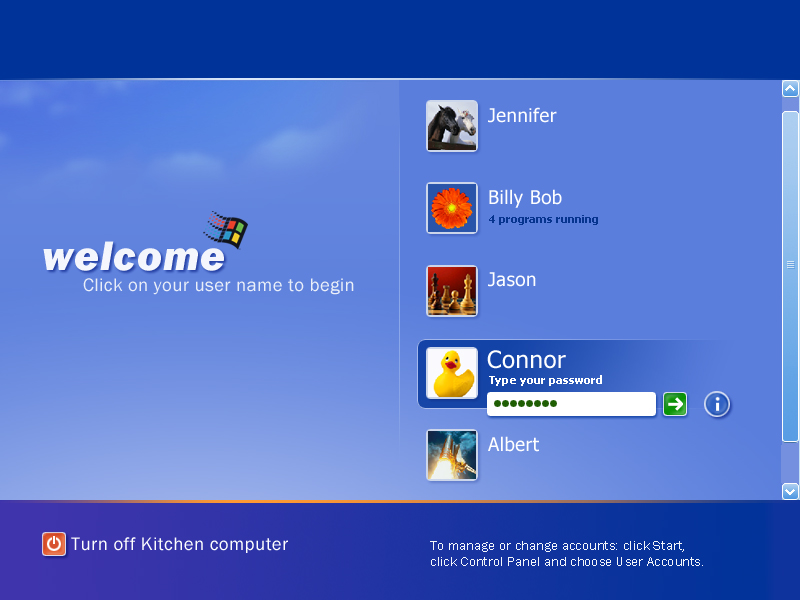 welcome
Click on your user name to begin
Jennifer
Billy Bob
4 programs running
Jason
Connor
Type your password
Albert
Turn off Kitchen computer
To manage or change accounts: click Start,
click Control Panel and choose User Accounts.